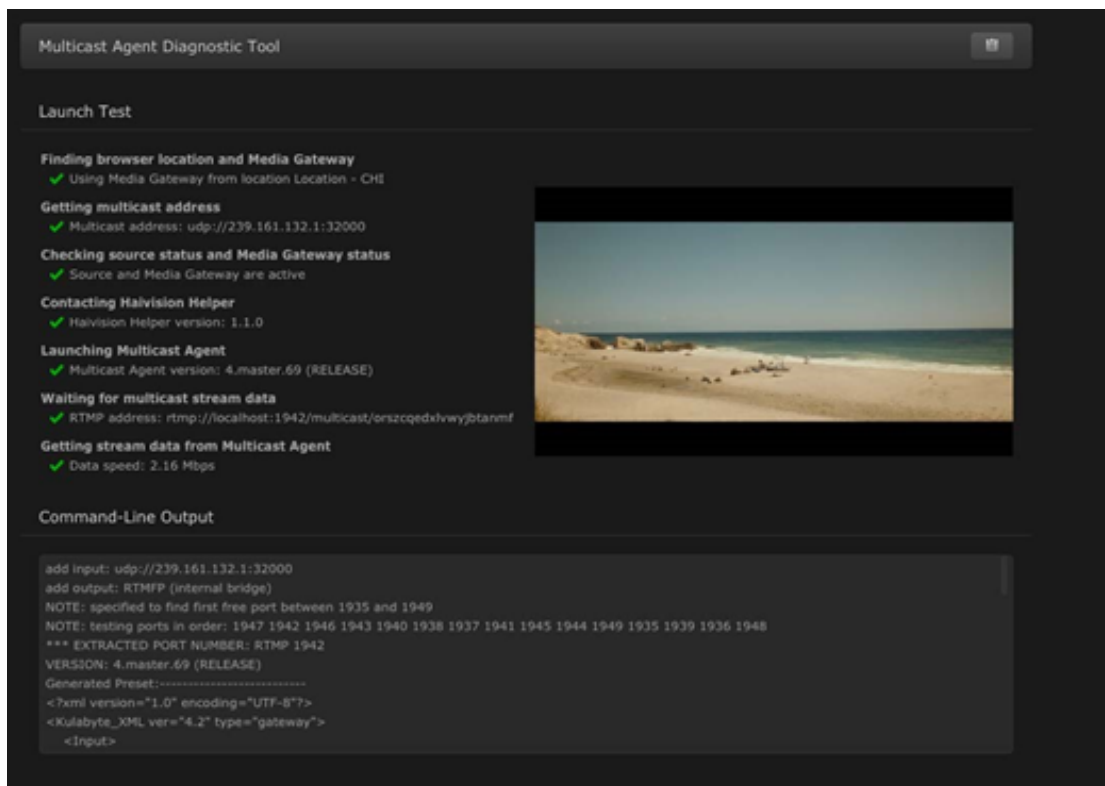 Multicast Agent Diagnostic Tool
Launch Test
Finding browser location and Media Gateway
Using Media Gateway from location Location - CHI
Getting multicast address
Multicast address: udp://239.161.132.1:32000
Checking source status and Media Gateway status
Source and Media Gateway are active
Contacting Haivision Helper
Haivision Helper version: 1.1.0
Launching Multicast Agent
Multicast Agent version: 4.master.69 (RELEASE)
Waiting for multicast stream data
RTMP address: rtmp://localhost:1942/multicast/orszcqedxlvwyjbtanmf
Getting stream data from Multicast Agent
Data speed: 2.16 Mbps
Command-Line Output
add input: udp://239.161.132.1:32000
add output: RTMFP (internal bridge)
NOTE: specified to find first free port between 1935 and 1949
NOTE: testing ports in order: 1947 1942 1946 1943 1940 1938 1937 1941 1945 1944 1949 1935 1939 1936 1948
*** EXTRACTED PORT NUMBER: RTMP 1942
VERSION: 4.master.69 (RELEASE)
Generated Preset:--------------------------
<?xml version="1.0" encoding="UTF-8"?>
<Kulabyte_XML ver="4.2" type="gateway">
<Input>